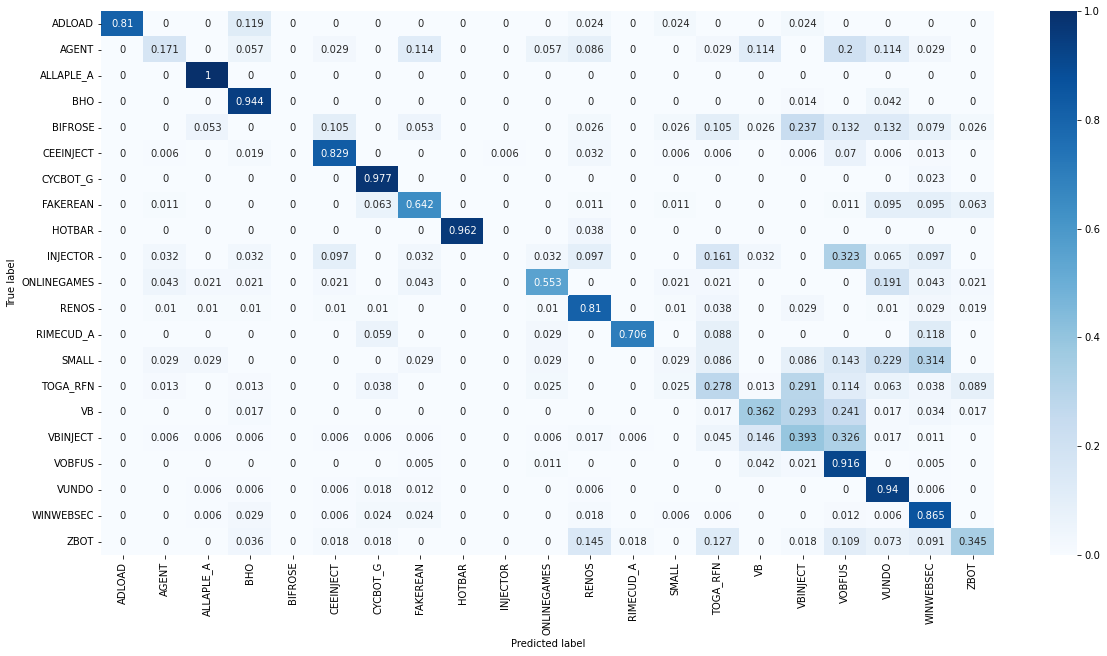 ADLOAD 0.81 0 0.119 0 0 0 0 0 0 0 0 0.024 0 0.024 0 0 0.024 0 0 0 0
AGENT 0 0.171 0 0.057 0 0.029 0 0.114 0 0 0.057 0.086 0 0 0.029 0.114 0 0.2 0.114 0.029 0
ALLAPLE_A 0 0 1 0 0 0 0 0 0 0 0 0 0 0 0 0 0 0 0 0 0
BHO 0 0 0 0.944 0 0 0 0 0 0 0 0 0 0 0 0 0.014 0 0.042 0 0
BIFROSE 0 0 0.053 0 0 0.105 0 0.053 0 0 0 0.026 0 0.026 0.105 0.026 0.237 0.132 0.132 0.079 0.026
CEEINJECT 0 0.006 0 0.019 0 0.829 0 0 0 0.006 0 0.032 0 0.006 0.006 0 0.006 0.07 0.006 0.013 0
CYCBOT_G 0 0 0 0 0 0 0.977 0 0 0 0 0 0 0 0 0 0 0 0 0.023 0
FAKEREAN 0 0.011 0 0 0 0 0.063 0.642 0 0 0 0.011 0 0.011 0 0 0 0.011 0.095 0.095 0.063
HOTBAR 0 0 0 0 0 0 0 0 0.962 0 0 0.038 0 0 0 0 0 0 0 0 0
INJECTOR 0 0.032 0 0.032 0 0.097 0 0.032 0 0 0.032 0.097 0 0 0.161 0.032 0 0.323 0.065 0.097 0
ONLINEGAMES 0 0.043 0.021 0.021 0 0.021 0 0.043 0 0 0.553 0 0 0.021 0.021 0 0 0 0.191 0.043 0.021
RENOS 0 0.01 0.01 0.01 0 0.01 0.01 0 0 0 0.01 0.81 0 0.01 0.038 0 0.029 0 0.01 0.029 0.019
RIMECUD_A 0 0 0 0 0 0 0.059 0 0 0 0.029 0 0.706 0 0.088 0 0 0 0 0.118 0
SMALL 0 0.029 0.029 0 0 0 0 0.029 0 0 0.029 0 0 0.029 0.086 0 0.086 0.143 0.229 0.314 0
TOGA_RFN 0 0.013 0 0.013 0 0 0.038 0 0 0 0.025 0 0 0.025 0.278 0.013 0.291 0.114 0.063 0.038 0.089
VB 0 0 0 0.017 0 0 0 0 0 0 0 0 0 0 0.017 0.362 0.293 0.241 0.017 0.034 0.017
VBINJECT 0 0.006 0.006 0.006 0 0.006 0.006 0.006 0 0 0.006 0.017 0.006 0 0.045 0.146 0.393 0.326 0.017 0.011 0
VOBFUS 0 0 0 0 0 0 0 0.005 0 0 0.011 0 0 0 0 0.042 0.021 0.916 0 0.005 0
VUNDO 0 0 0.006 0.006 0 0.006 0.018 0.012 0 0 0 0.006 0 0 0 0 0 0 0.94 0.006 0
WINWEBSEC 0 0 0.006 0.029 0 0.006 0.024 0.024 0 0 0 0.018 0 0.006 0.006 0 0 0.012 0.006 0.865 0
ZBOT 0 0 0 0.036 0 0.018 0.018 0 0 0 0 0.145 0.018 0 0.127 0 0.018 0.109 0.073 0.091 0.345
True label
ADLOAD AGENT ALLAPLE_A BHO BIFROSE CEEINJECT CYCBOT_G FAKEREAN HOTBAR INJECTOR ONLINEGAMES RENOS RIMECUD_A SMALL TOGA_RFN VB VBINJECT VOBFUS VUNDO WINWEBSEC ZBOT
Predicted label
1.0
0.8
0.6
0.4
0.2
0.0